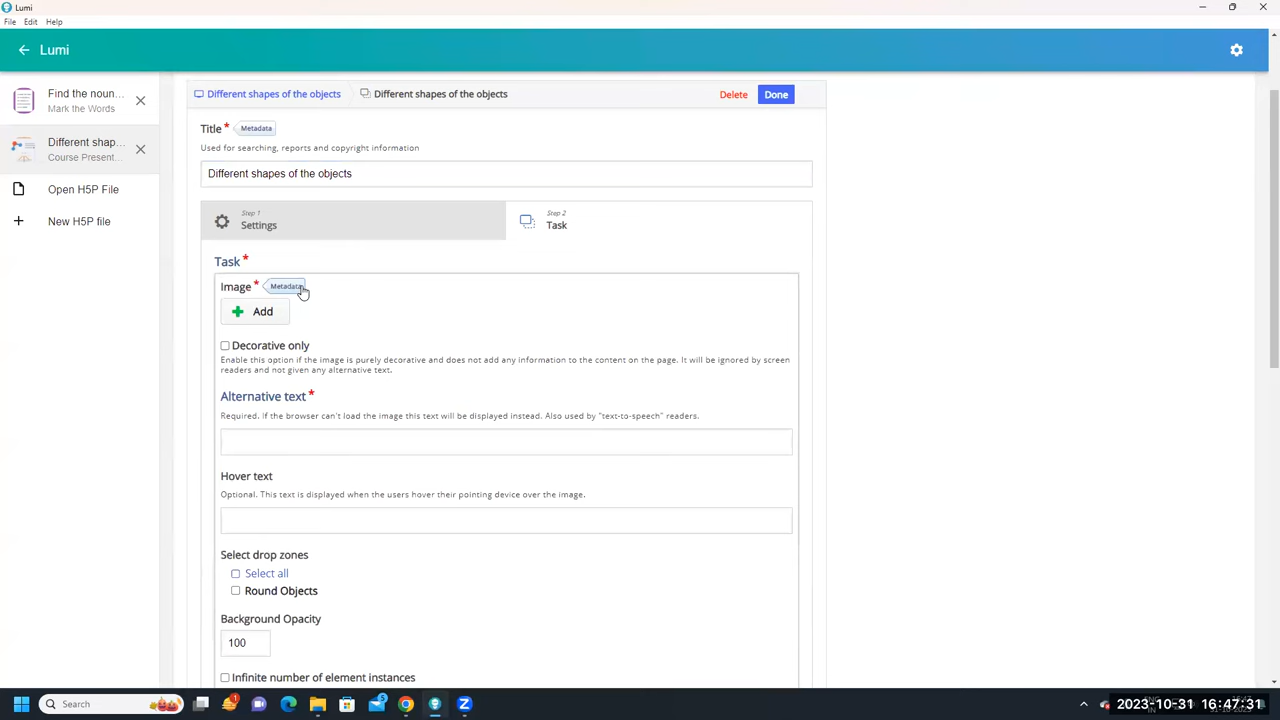 Lumi
File Edit Help
Lumi
Find the noun...
Mark the Words
Different shap...
Course Present...
Open H5P File
New H5P file
Different shapes of the objects
Different shapes of the objects
Delete
Done
Title* Metadata
Used for searching, reports and copyright information
Different shapes of the objects
Step 1
Settings
Step 2
Task
Task*
Image* Metadata
Add
Decorative only
Enable this option if the image is purely decorative and does not add any information to the content on the page. It will be ignored by screen
readers and not given any alternative text.
Alternative text*
Required. If the browser can't load the image this text will be displayed instead. Also used by "text-to-speech" readers.
Hover text
Optional. This text is displayed when the users hover their pointing device over the image.
Select drop zones
Select all
Round Objects
Background Opacity
100
Infinite number of element instances
Search
2023-10-31 16:47:31